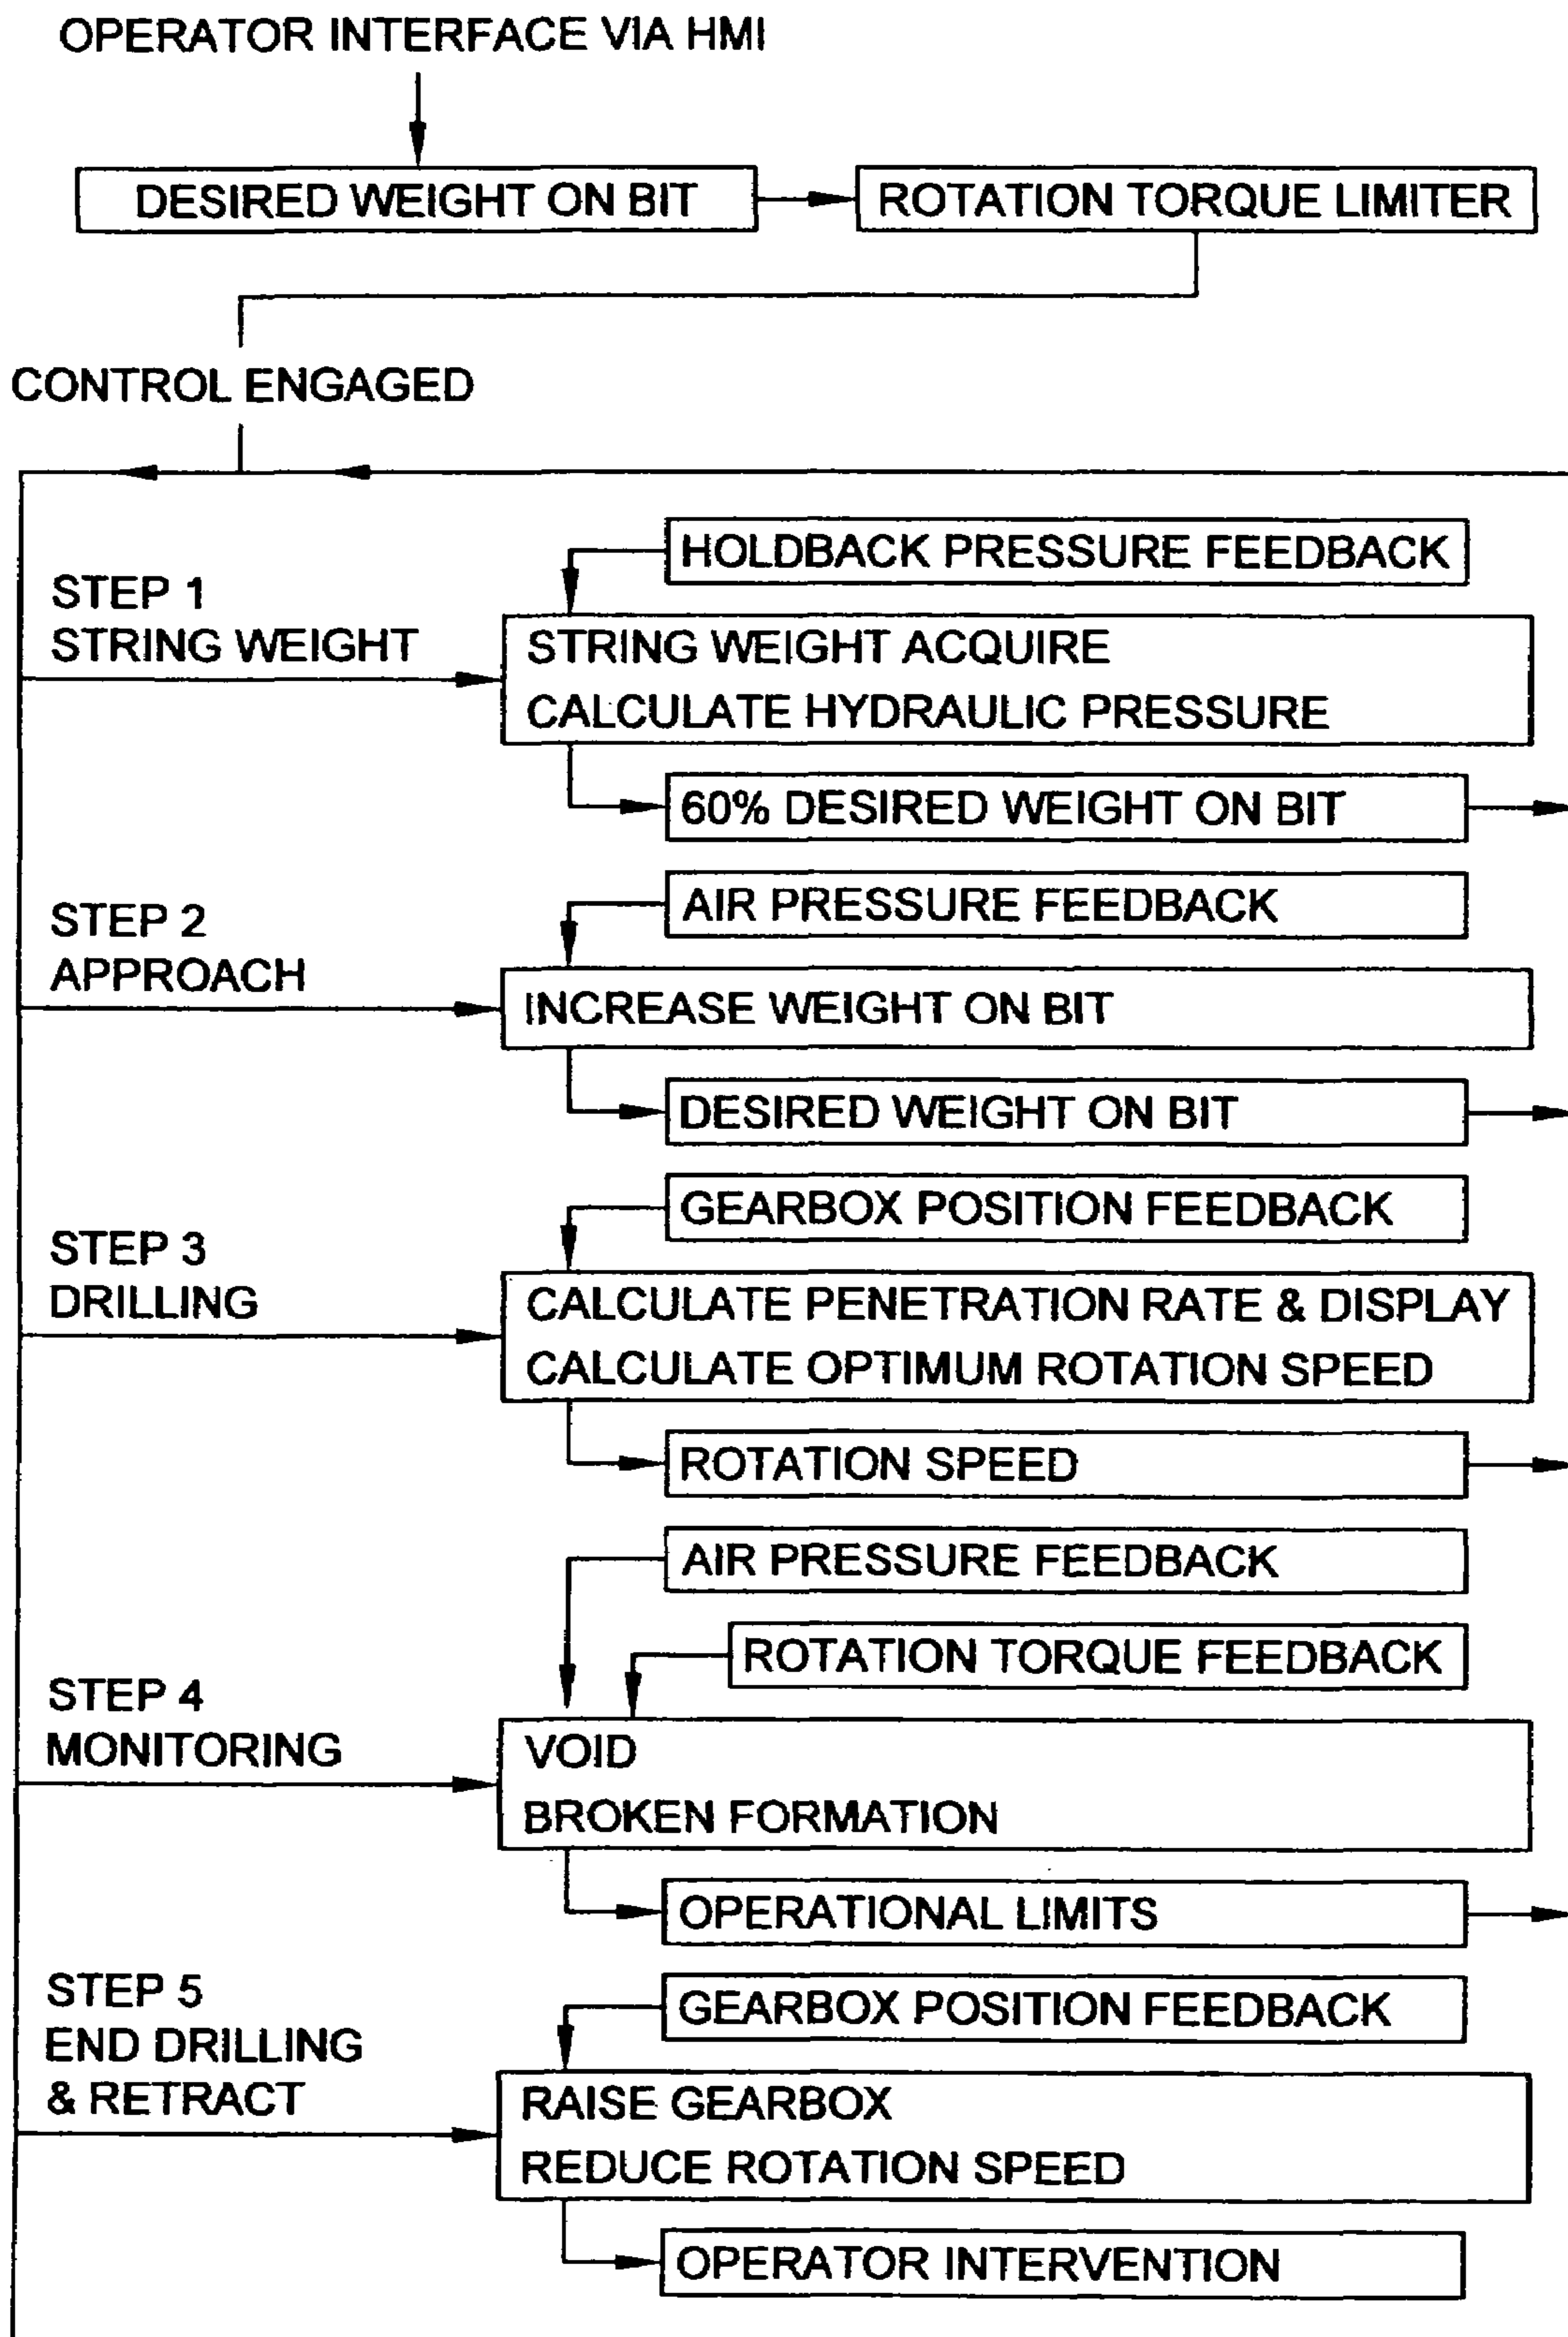 OPERATOR INTERFACE VIA HMI
DESIRED WEIGHT ON BIT
ROTATION TORQUE LIMITER
CONTROL ENGAGED
STEP 1
STRING WEIGHT
HOLDBACK PRESSURE FEEDBACK
STRING WEIGHT ACQUIRE
CALCULATE HYDRAULIC PRESSURE
60% DESIRED WEIGHT ON BIT
STEP 2
APPROACH
AIR PRESSURE FEEDBACK
INCREASE WEIGHT ON BIT
DESIRED WEIGHT ON BIT
STEP 3
DRILLING
GEARBOX POSITION FEEDBACK
CALCULATE PENETRATION RATE & DISPLAY
CALCULATE OPTIMUM ROTATION SPEED
ROTATION SPEED
STEP 4
MONITORING
AIR PRESSURE FEEDBACK
ROTATION TORQUE FEEDBACK
VOID
BROKEN FORMATION
OPERATIONAL LIMITS
STEP 5
END DRILLING
& RETRACT
GEARBOX POSITION FEEDBACK
RAISE GEARBOX
REDUCE ROTATION SPEED
OPERATOR INTERVENTION